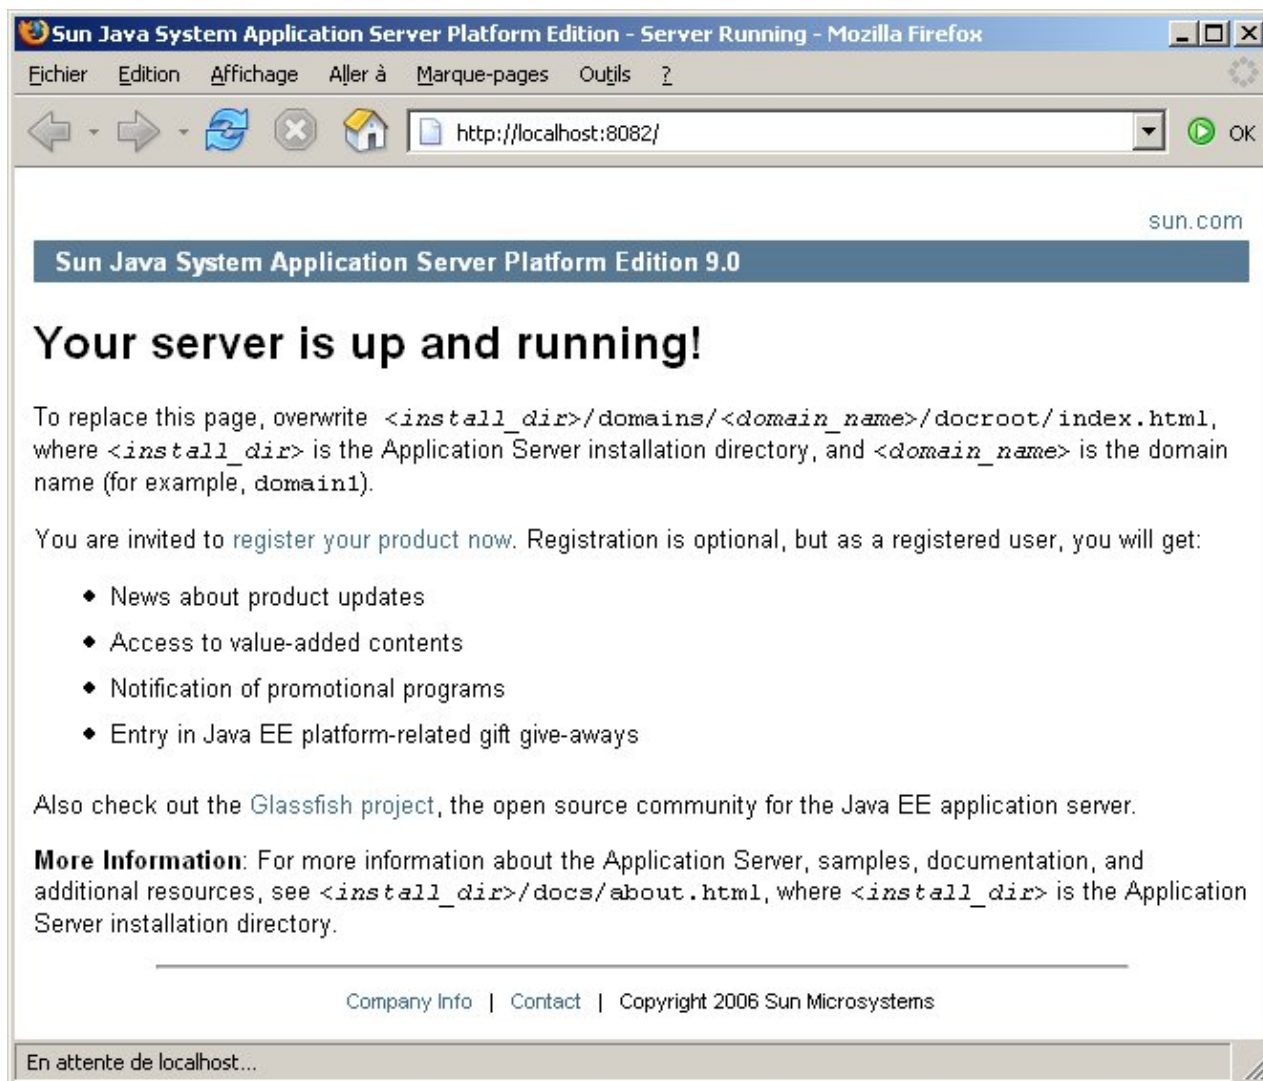 Sun Java System Application Server Platform Edition - Server Running - Mozilla Firefox
Fichier Edition Affichage Aller à Marque-pages Outils ?
http://localhost:8082/ OK
sun.com
Sun Java System Application Server Platform Edition 9.0
Your server is up and running!
To replace this page, overwrite <install_dir>/domains/<domain_name>/docroot/index.html,
where <install_dir> is the Application Server installation directory, and <domain_name> is the domain
name (for example, domain1).
You are invited to register your product now. Registration is optional, but as a registered user, you will get:
• News about product updates
• Access to value-added contents
• Notification of promotional programs
• Entry in Java EE platform-related gift give-aways
Also check out the Glassfish project, the open source community for the Java EE application server.
More Information: For more information about the Application Server, samples, documentation, and
additional resources, see <install_dir>/docs/about.html, where <install_dir> is the Application
Server installation directory.
Company Info | Contact | Copyright 2006 Sun Microsystems
En attente de localhost...